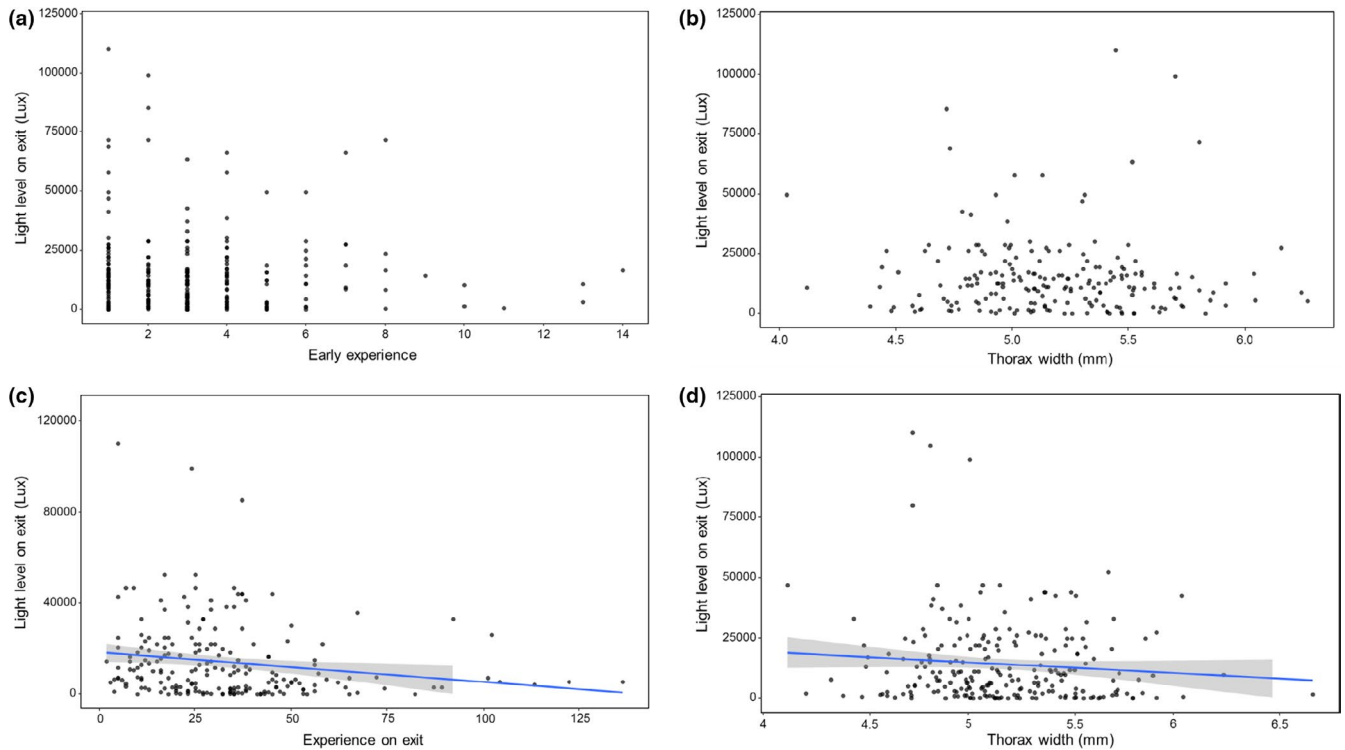 (a)
125000
100000
75000
50000
25000
0
Light level on exit (Lux)
2 4 6 8 10 12 14
Early experience
(b)
125000
100000
75000
50000
25000
0
Light level on exit (Lux)
4.0 4.5 5.0 5.5 6.0
Thorax width (mm)
(c)
120000
80000
40000
0
Light level on exit (Lux)
0 25 50 75 100 125
Experience on exit
(d)
125000
100000
75000
50000
25000
0
Light level on exit (Lux)
4 4.5 5 5.5 6 6.5
Thorax width (mm)